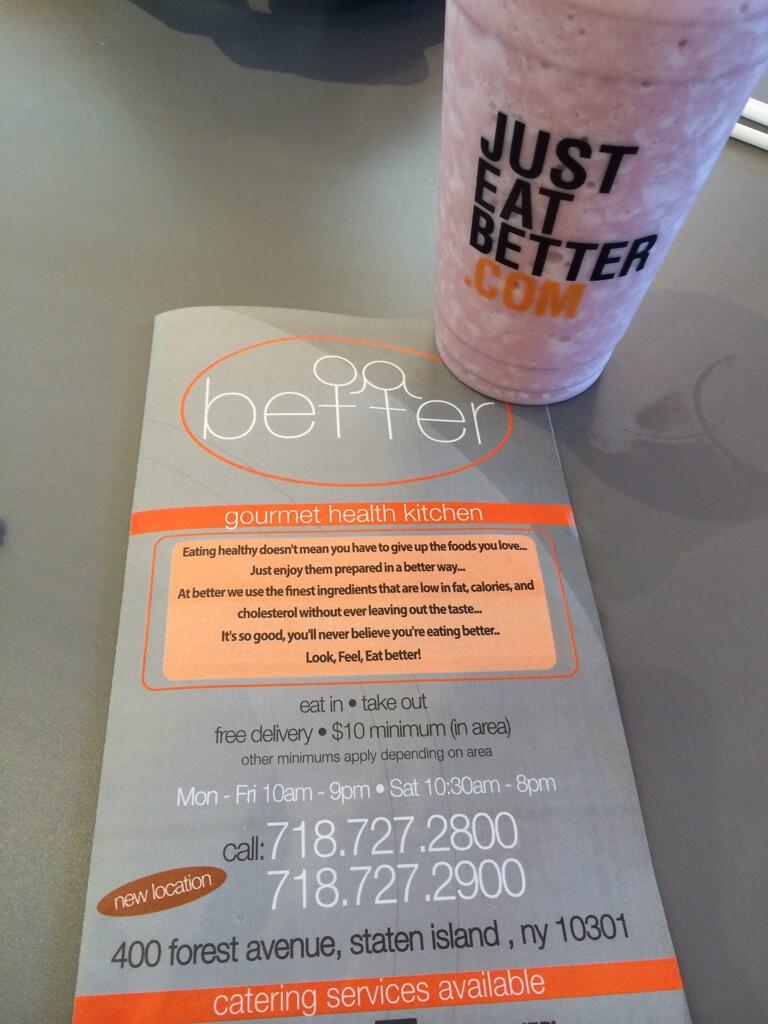 JUST
EAT
BETTER
.COM
better
gourmet health kitchen
Eating healthy doesn't mean you have to give up the foods you love...
Just enjoy them prepared in a better way...
At better we use the finest ingredients that are low in fat, calories, and
cholesterol without ever leaving out the taste...
It's so good, you'll never believe you're eating better..
Look, Feel, Eat better!
eat in • take out
free delivery • $10 minimum (in area)
other minimums apply depending on area
Mon - Fri 10am - 9pm • Sat 10:30am - 8pm
call: 718.727.2800
718.727.2900
new location
400 forest avenue, staten island , ny 10301
catering services available